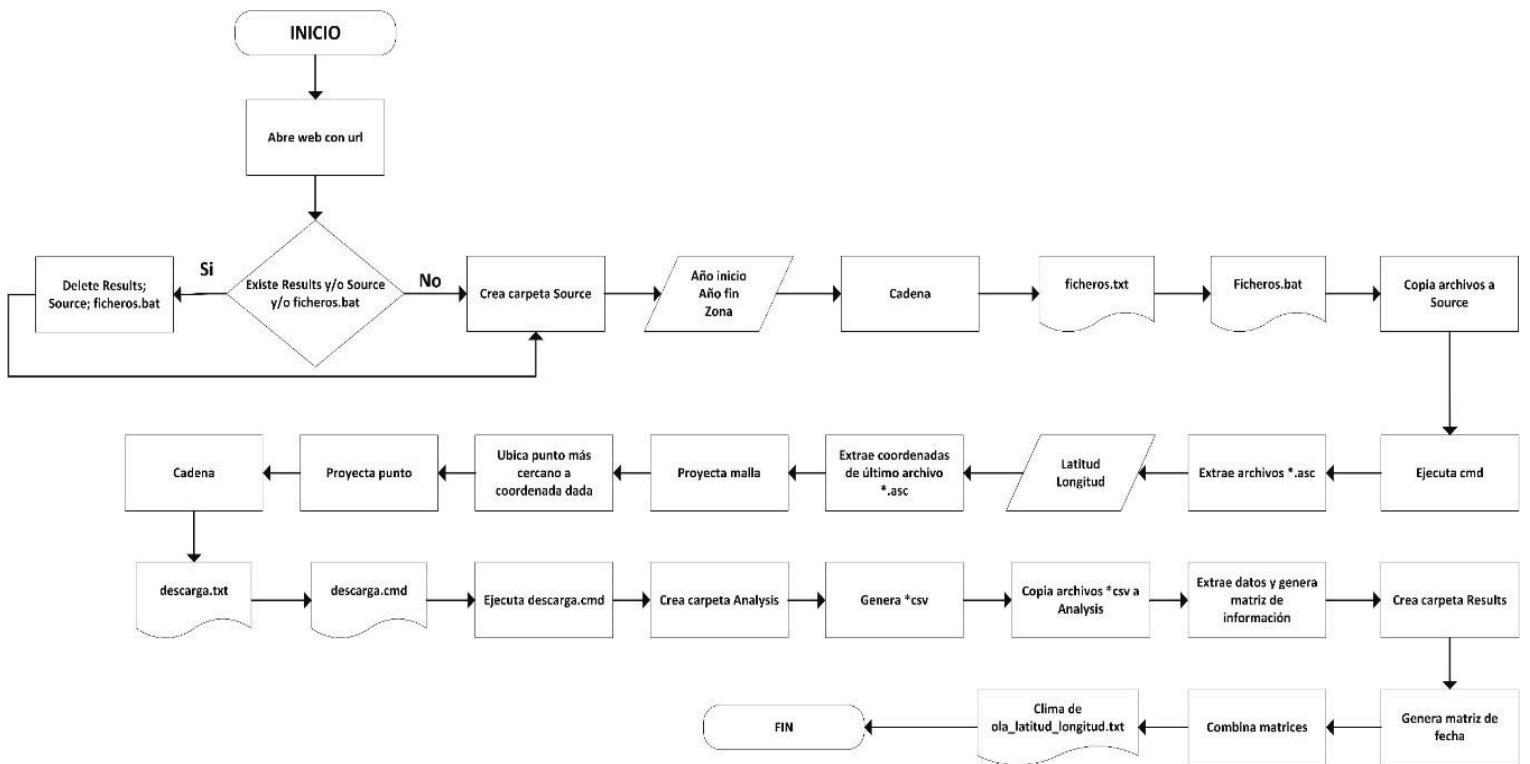 INICIO
Abre web con url
Existe Results y/o Source
y/o ficheros.bat
Si
Delete Results;
Source; ficheros.bat
No
Crea carpeta Source
Año inicio
Año fin
Zona
Cadena
ficheros.txt
Ficheros.bat
Copia archivos a
Source
Ejecuta cmd
Extrae archivos *.asc
Latitud
Longitud
Extrae coordenadas
de último archivo
*.asc
Proyecta malla
Ubica punto más
cercano a
coordenada dada
Proyecta punto
Cadena
descarga.txt
descarga.cmd
Ejecuta descarga.cmd
Crea carpeta Analysis
Genera *csv
Copia archivos *csv a
Analysis
Extrae datos y genera
matriz de
información
Crea carpeta Results
Genera matriz de
fecha
Combina matrices
Clima de
ola_latitud_longitud.txt
FIN